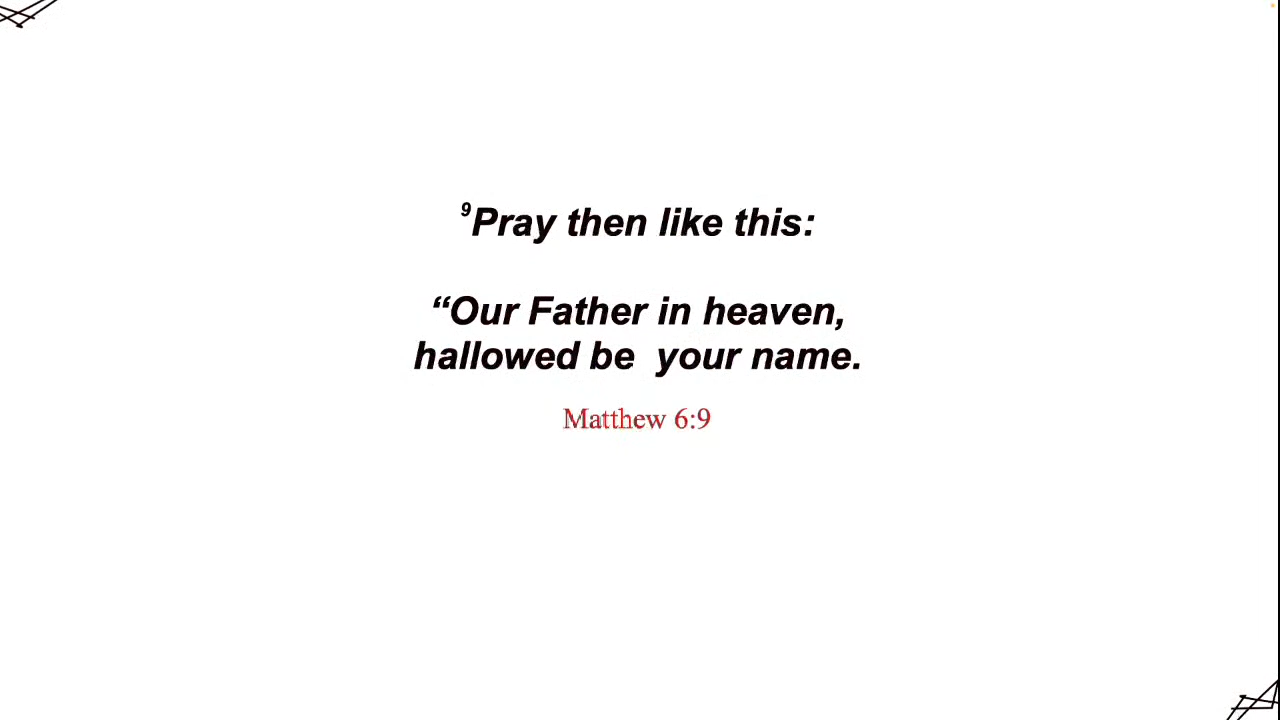 ⁹Pray then like this:
“Our Father in heaven,
hallowed be  your name.
Matthew 6:9